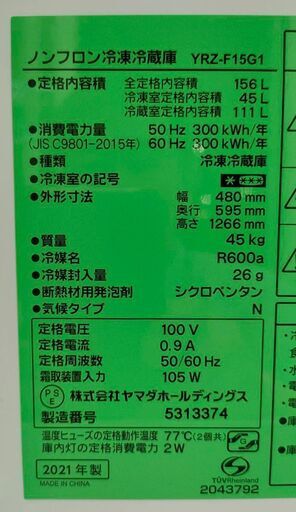 ノンフロン冷凍冷蔵庫 YRZ-F15G1
●定格内容積 全定格内容積 156 L
冷凍室定格内容積 45 L
冷蔵室定格内容積 111 L
●消費電力量 50 Hz 300 kWh/年
(JIS C9801-2015年) 60 Hz 300 kWh/年
●種類 冷凍冷蔵庫
●冷凍室の記号
●外形寸法 幅 480 mm
奥行 595 mm
高さ 1266 mm
●質量 45 kg
●冷媒名 R600a
●冷媒封入量 26 g
●断熱材用発泡剤 シクロペンタン
●気候タイプ N
定格電圧 100 V
定格電流 0.9 A
定格周波数 50/60 Hz
霜取装置入力 105 W
PSE 株式会社ヤマダホールディングス
製造番号 5313374
温度ヒューズの定格動作温度 77℃(2個共)
庫内灯の定格消費電力 2 W
G
2021 年製
MADE IN CHINA
TÜVRheinland
2043792